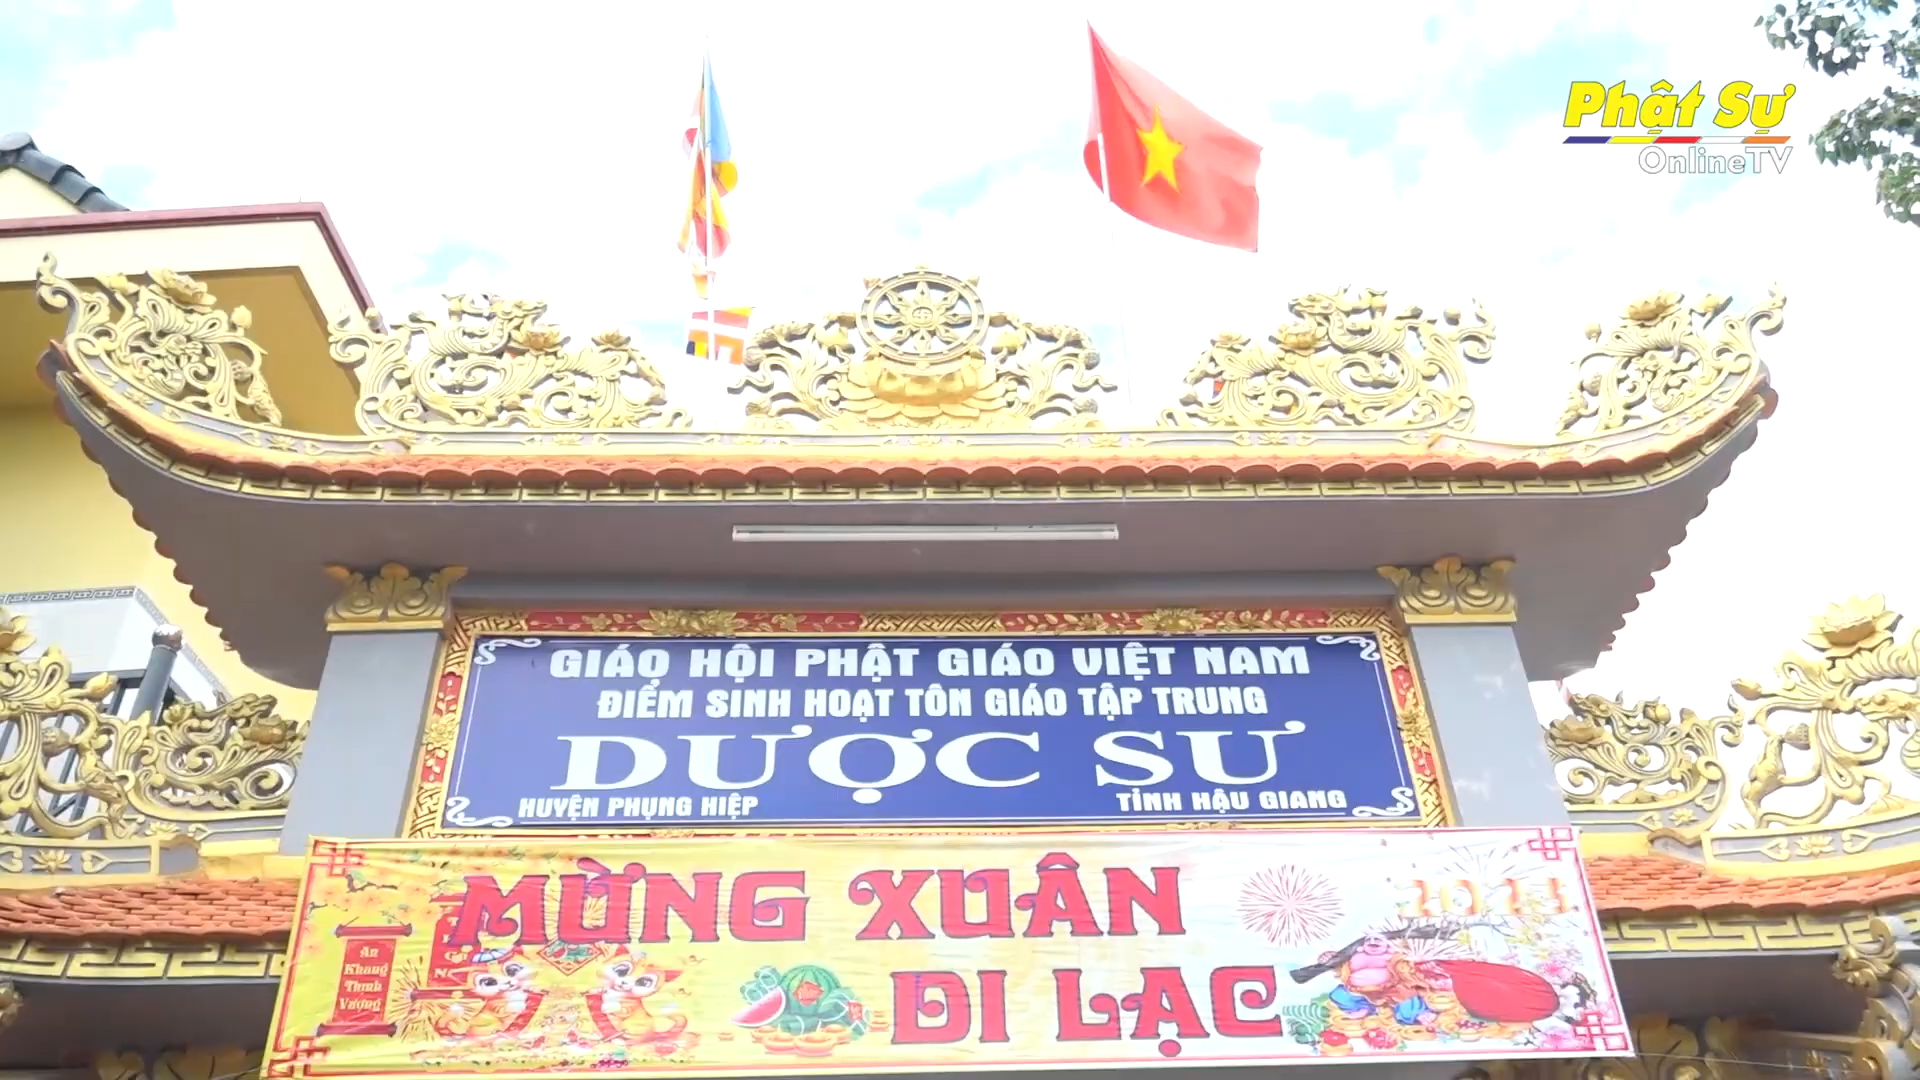 Phật Sự
OnlineTV
GIÁO HỘI PHẬT GIÁO VIỆT NAM
ĐIỂM SINH HOẠT TÔN GIÁO TẬP TRUNG
DƯỢC SƯ
HUYỆN PHỤNG HIỆP
TỈNH HẬU GIANG
MỪNG XUÂN
DI LẠC
An
Khang
Thịnh
Vượng